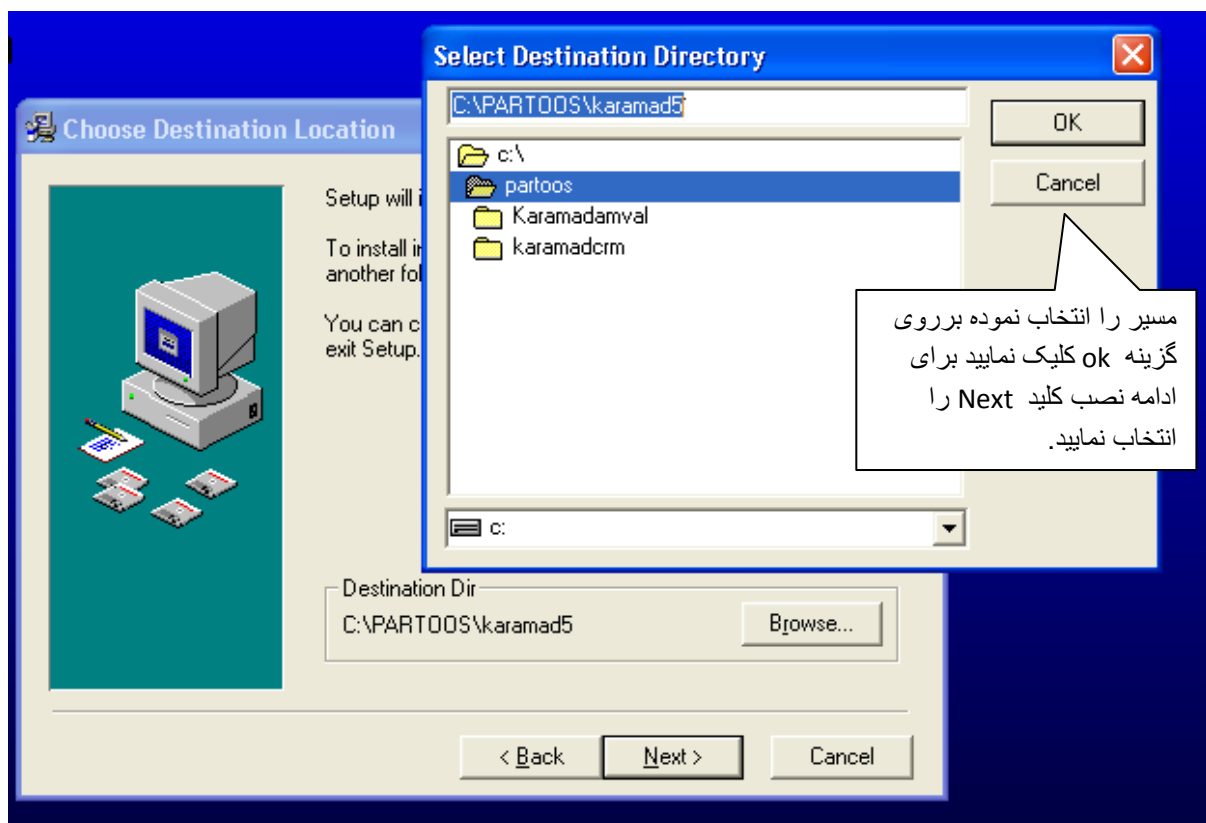 Select Destination Directory
C:\PARTOOS\karamad5
OK
Cancel
c:\
partoos
Karamadamval
karamadcrm
c:
Choose Destination Location
Setup will
To install
another
You can
exit Setup.
مسیر را انتخاب نموده برروی
گزینه ok کلیک نمایید برای
ادامه نصب کلید Next را
انتخاب نمایید.
Destination Dir
C:\PARTOOS\karamad5
Browse...
< Back
Next >
Cancel